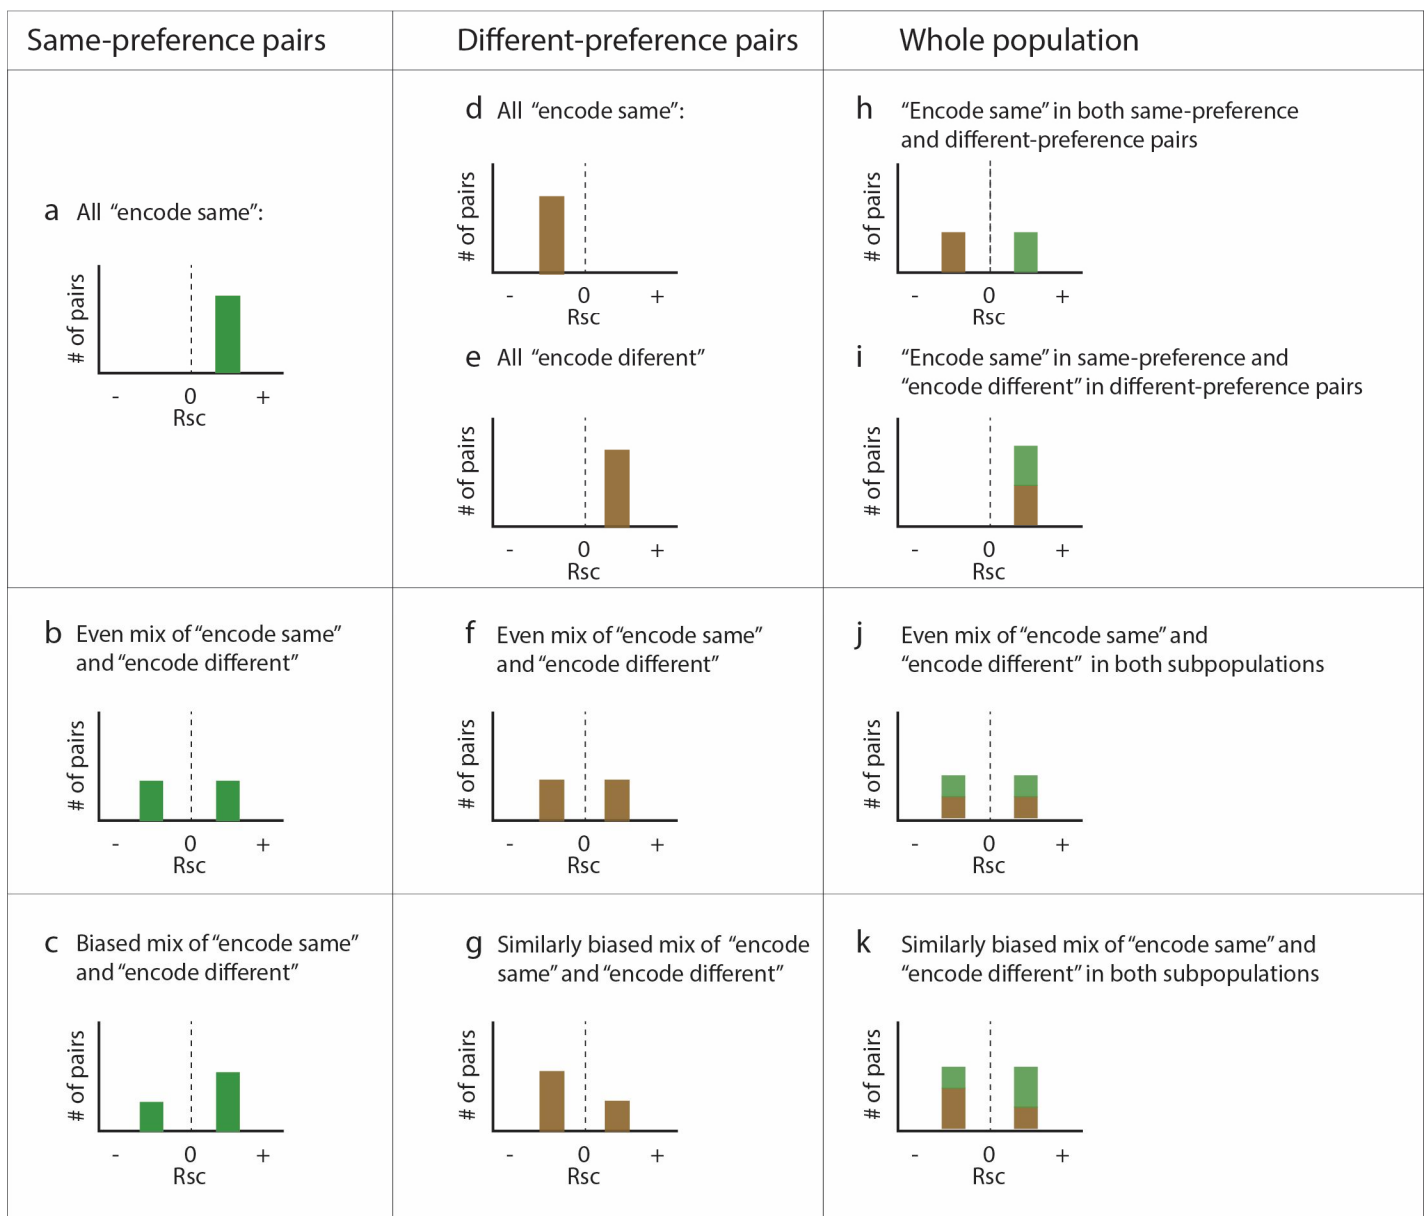 Same-preference pairs
Different-preference pairs
Whole population
a All “encode same”:
# of pairs
- 0 +
Rsc
d All “encode same”:
# of pairs
- 0 +
Rsc
e All “encode diferent”
# of pairs
- 0 +
Rsc
h “Encode same” in both same-preference
and different-preference pairs
# of pairs
- 0 +
Rsc
i “Encode same” in same-preference and
“encode different” in different-preference pairs
# of pairs
- 0 +
Rsc
b Even mix of “encode same”
and “encode different”
# of pairs
- 0 +
Rsc
f Even mix of “encode same”
and “encode different”
# of pairs
- 0 +
Rsc
j Even mix of “encode same” and
“encode different” in both subpopulations
# of pairs
- 0 +
Rsc
c Biased mix of “encode same”
and “encode different”
# of pairs
- 0 +
Rsc
g Similarly biased mix of “encode
same” and “encode different”
# of pairs
- 0 +
Rsc
k Similarly biased mix of “encode same” and
“encode different” in both subpopulations
# of pairs
- 0 +
Rsc